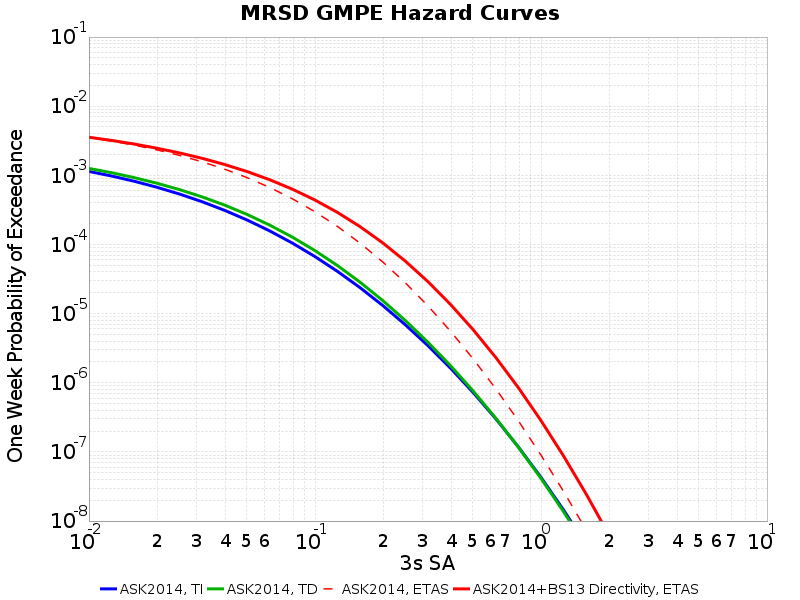 MRSD GMPE Hazard Curves
One Week Probability of Exceedance
10^-1
10^-2
10^-3
10^-4
10^-5
10^-6
10^-7
10^-8
10^-2 2 3 4 5 6 10^-1 2 3 4 5 6 7 10^0 2 3 4 5 6 7 10^1
3s SA
ASK2014, TI ASK2014, TD ASK2014, ETAS ASK2014+BS13 Directivity, ETAS